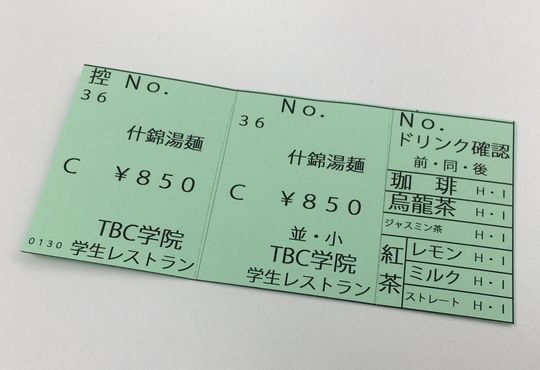 控 No.
36
什錦湯麺
C ¥850
TBC学院
0130 学生レストラン
No.
36
什錦湯麺
C ¥850
並・小
TBC学院
学生レストラン
No.
ドリンク確認
前・同・後
珈琲 H・I
烏龍茶 H・I
ジャスミン茶 H・I
紅茶
レモン H・I
ミルク H・I
ストレート H・I